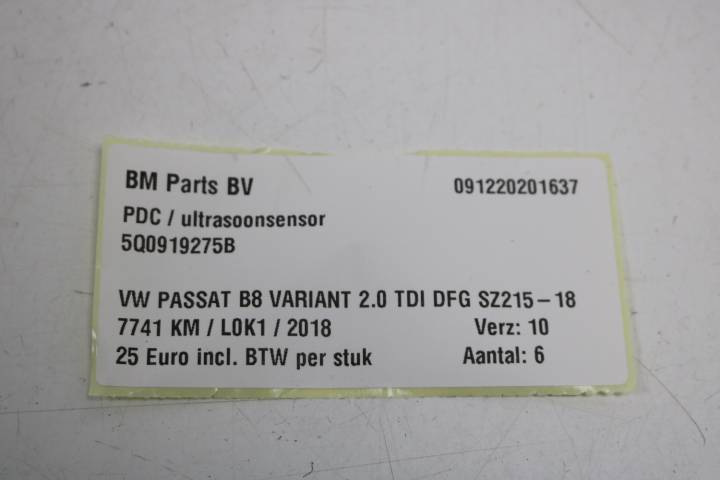 BM Parts BV 091220201637
PDC / ultrasoonsensor
5Q0919275B
VW PASSAT B8 VARIANT 2.0 TDI DFG SZ215-18
7741 KM / L0K1 / 2018 Verz: 10
25 Euro incl. BTW per stuk Aantal: 6